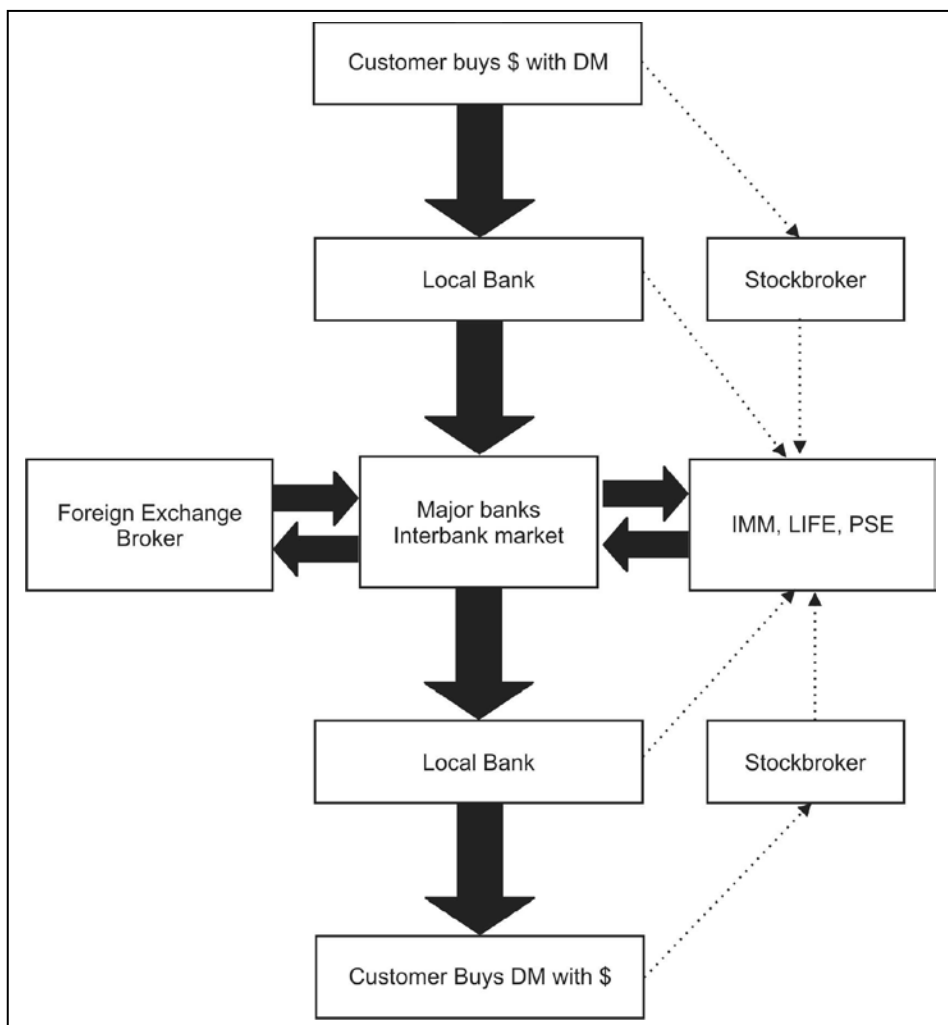 Customer buys $ with DM
Local Bank
Stockbroker
Foreign Exchange
Broker
Major banks
Interbank market
IMM, LIFE, PSE
Local Bank
Stockbroker
Customer Buys DM with $